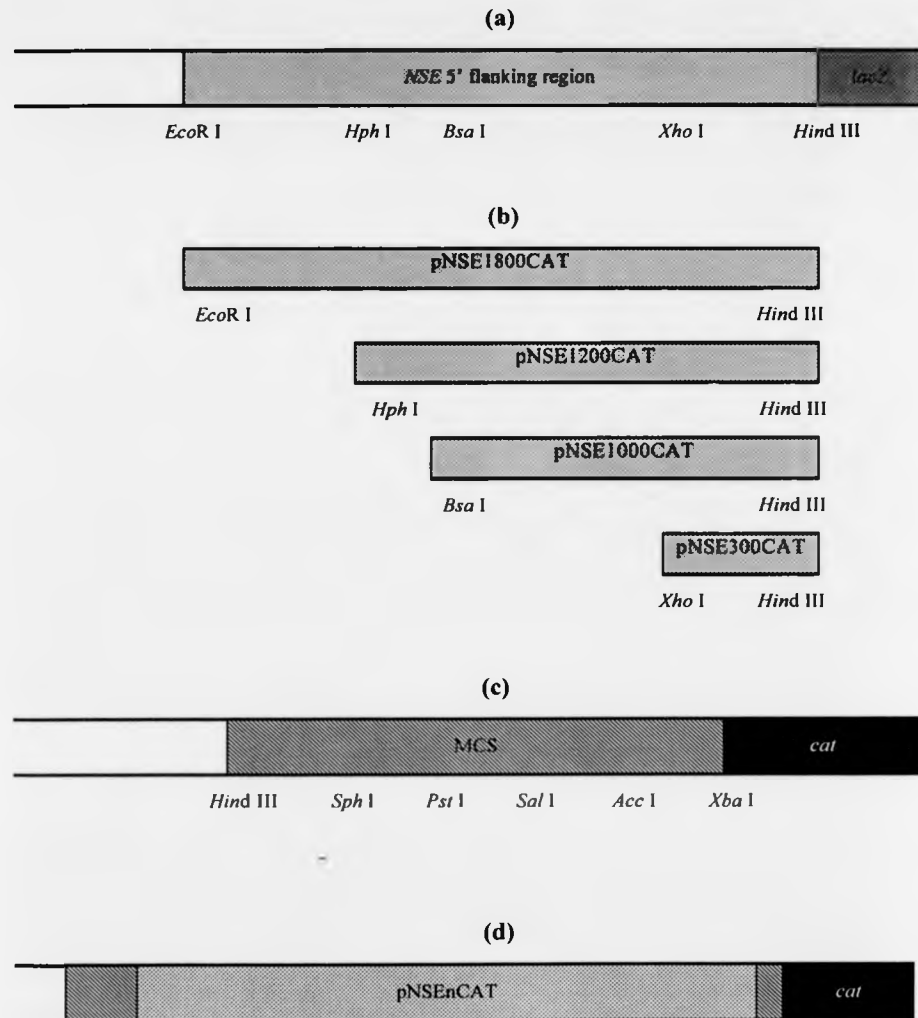 (a)
NSE 5' flanking region lacZ
EcoR I Hph I Bsa I Xho I Hind III
(b)
pNSE1800CAT
EcoR I Hind III
pNSE1200CAT
Hph I Hind III
pNSE1000CAT
Bsa I Hind III
pNSE300CAT
Xho I Hind III
(c)
MCS cat
Hind III Sph I Pst I Sal I Acc I Xba I
(d)
pNSEnCAT cat